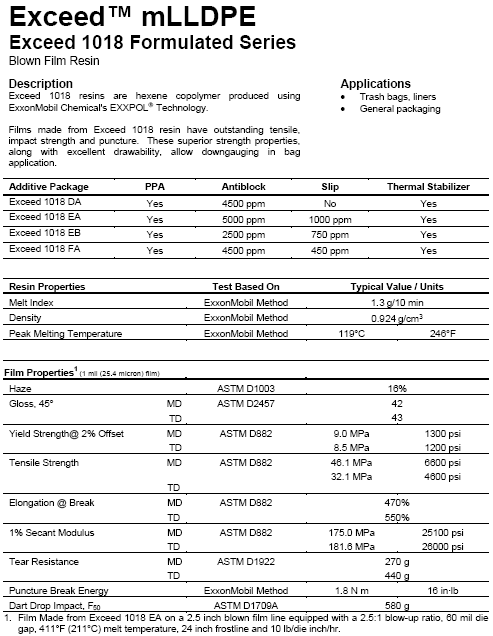 Exceed™ mLLDPE
Exceed 1018 Formulated Series
Blown Film Resin
Description
Exceed 1018 resins are hexene copolymer produced using
ExxonMobil Chemical's EXXPOL® Technology.
Films made from Exceed 1018 resin have outstanding tensile,
impact strength and puncture. These superior strength properties,
along with excellent drawability, allow downgauging in bag
application.
Applications
• Trash bags, liners
• General packaging
Additive Package PPA Antiblock Slip Thermal Stabilizer
Exceed 1018 DA Yes 4500 ppm No Yes
Exceed 1018 EA Yes 5000 ppm 1000 ppm Yes
Exceed 1018 EB Yes 2500 ppm 750 ppm Yes
Exceed 1018 FA Yes 4500 ppm 450 ppm Yes
Resin Properties Test Based On Typical Value / Units
Melt Index ExxonMobil Method 1.3 g/10 min
Density ExxonMobil Method 0.924 g/cm³
Peak Melting Temperature ExxonMobil Method 119°C 246°F
Film Properties¹ (1 mil (25.4 micron) film)
Haze ASTM D1003 16%
Gloss, 45° MD ASTM D2457 42
TD 43
Yield Strength@ 2% Offset MD ASTM D882 9.0 MPa 1300 psi
TD 8.5 MPa 1200 psi
Tensile Strength MD ASTM D882 46.1 MPa 6600 psi
32.1 MPa 4600 psi
TD
Elongation @ Break MD ASTM D882 470%
TD 550%
1% Secant Modulus MD ASTM D882 175.0 MPa 25100 psi
TD 181.6 MPa 26000 psi
Tear Resistance MD ASTM D1922 270 g
TD 440 g
Puncture Break Energy ExxonMobil Method 1.8 N m 16 in·lb
Dart Drop Impact, F₅₀ ASTM D1709A 580 g
1. Film Made from Exceed 1018 EA on a 2.5 inch blown film line equipped with a 2.5:1 blow-up ratio, 60 mil die
gap, 411°F (211°C) melt temperature, 24 inch frostline and 10 lb/die inch/hr.